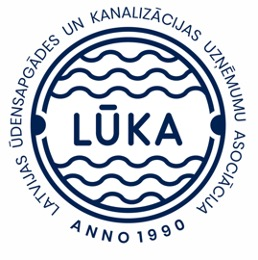 LATVIJAS ŪDENSAPGĀDES UN KANALIZĀCIJAS UZŅĒMUMU ASOCIĀCIJA
LŪKA
ANNO 1990